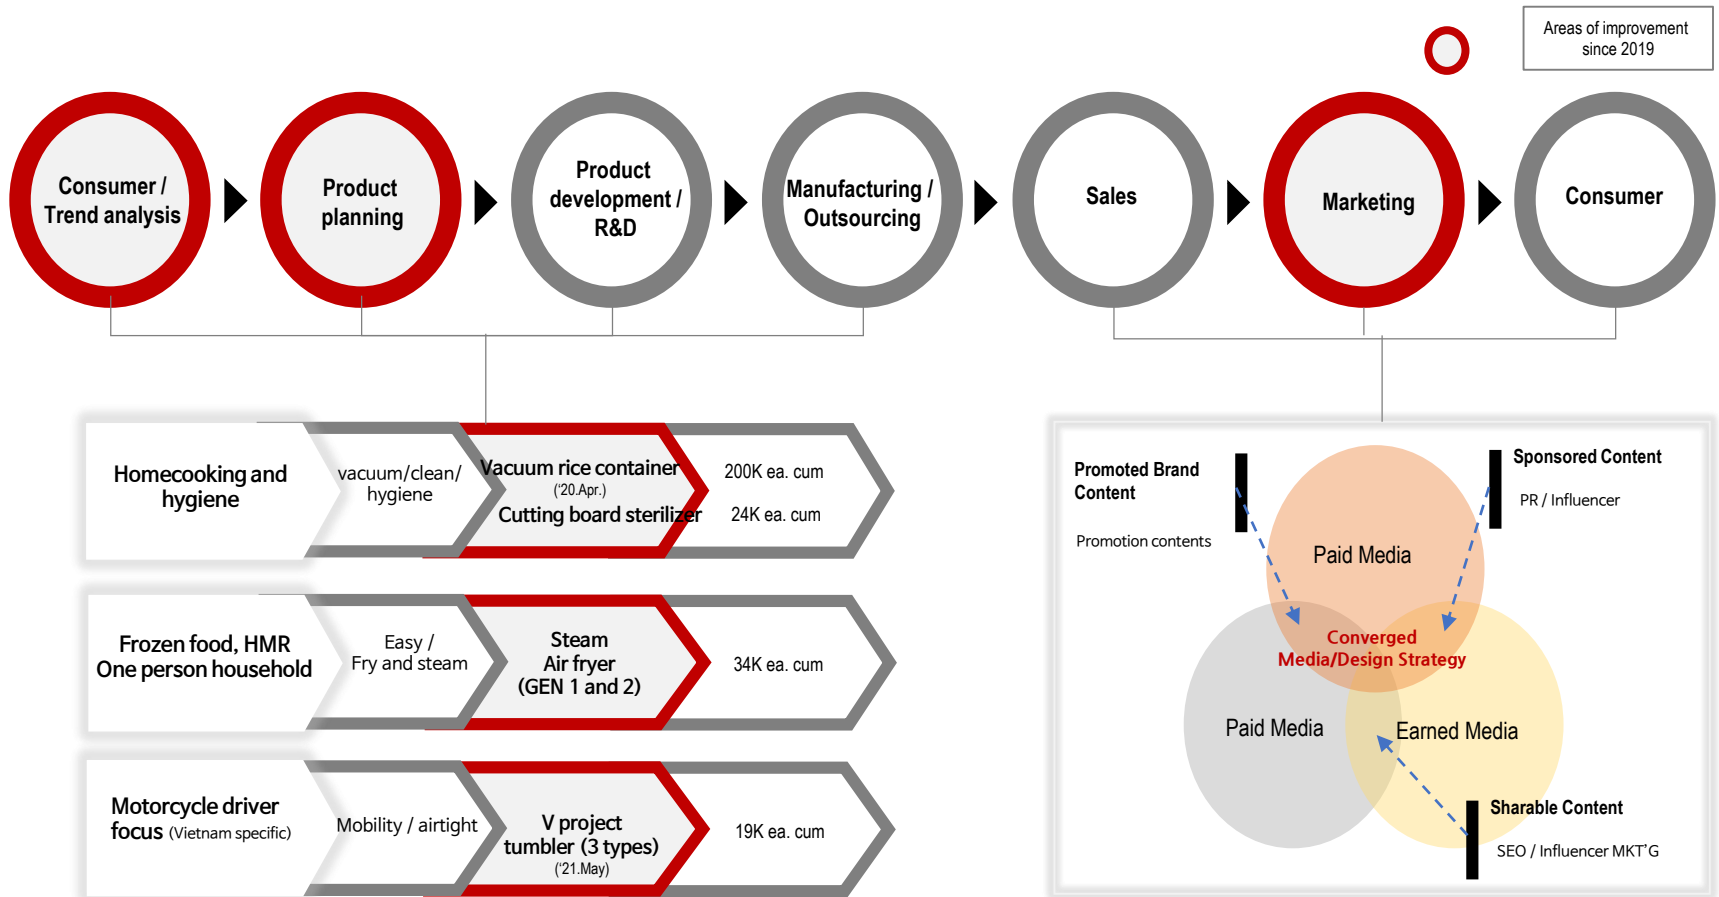 Areas of improvement
since 2019
Consumer /
Trend analysis
Product
planning
Product
development /
R&D
Manufacturing /
Outsourcing
Sales
Marketing
Consumer
Homecooking and
hygiene
vacuum/clean/
hygiene
Vacuum rice container
('20.Apr.)
Cutting board sterilizer
200K ea. cum
24K ea. cum
Frozen food, HMR
One person household
Easy /
Fry and steam
Steam
Air fryer
(GEN 1 and 2)
34K ea. cum
Motorcycle driver
focus (Vietnam specific)
Mobility / airtight
V project
tumbler (3 types)
('21.May)
19K ea. cum
Promoted Brand
Content
Promotion contents
Sponsored Content
PR / Influencer
Paid Media
Converged
Media/Design Strategy
Paid Media
Earned Media
Sharable Content
SEO / Influencer MKT'G